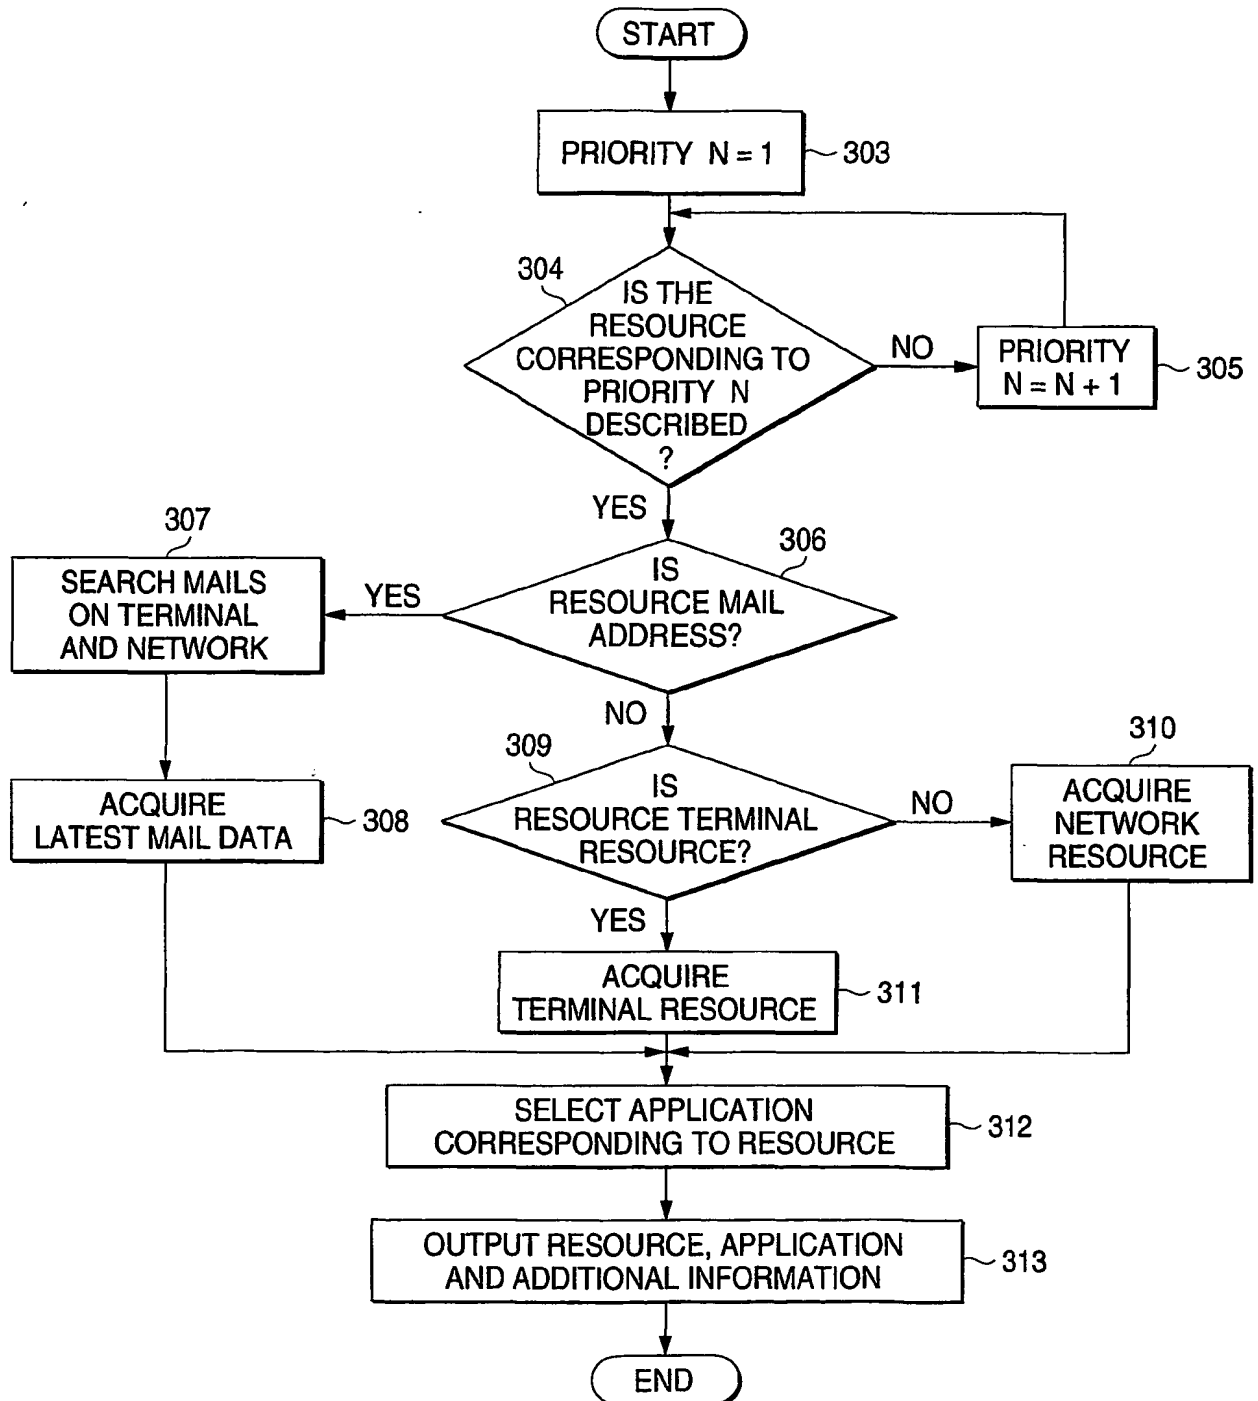 START
PRIORITY N = 1
303
304
IS THE
RESOURCE
CORRESPONDING TO
PRIORITY N
DESCRIBED
?
NO
PRIORITY
N = N + 1
305
YES
307
SEARCH MAILS
ON TERMINAL
AND NETWORK
YES
306
IS
RESOURCE MAIL
ADDRESS?
NO
ACQUIRE
LATEST MAIL DATA
308
309
IS
RESOURCE TERMINAL
RESOURCE?
NO
310
ACQUIRE
NETWORK
RESOURCE
YES
ACQUIRE
TERMINAL RESOURCE
311
SELECT APPLICATION
CORRESPONDING TO RESOURCE
312
OUTPUT RESOURCE, APPLICATION
AND ADDITIONAL INFORMATION
313
END